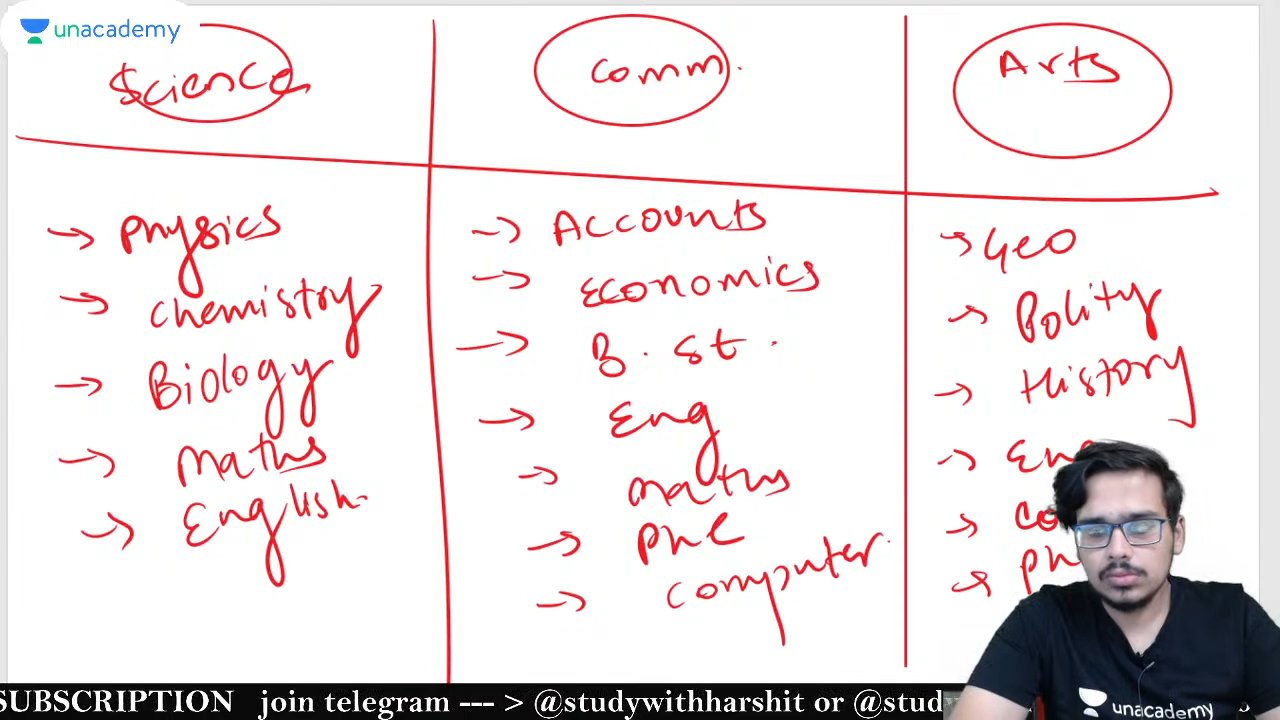 unacademy
Science
Comm.
Arts
→ Physics
→ Chemistry
→ Biology
→ Maths
→ English
→ Accounts
→ Economics
→ B. St.
→ Eng
→ Maths
→ PhE
→ Computer
→ Geo
→ Polity
→ History
→
→
→
SUBSCRIPTION join telegram --- > @studywithharshit or @stud
unacademy